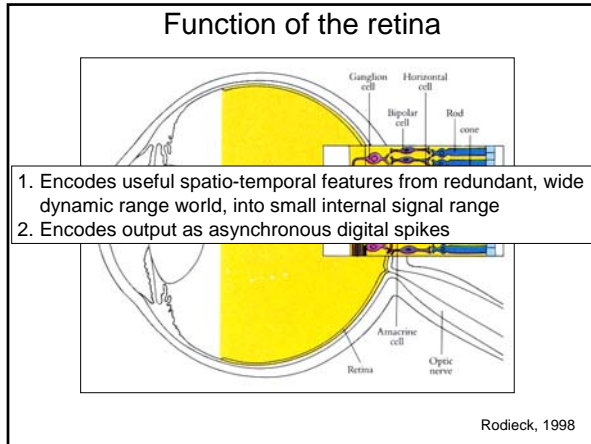 Function of the retina
Ganglion cell
Horizontal cell
Bipolar cell
Rod
cone
1. Encodes useful spatio-temporal features from redundant, wide
dynamic range world, into small internal signal range
2. Encodes output as asynchronous digital spikes
Amacrine cell
Optic nerve
Retina
Rodieck, 1998